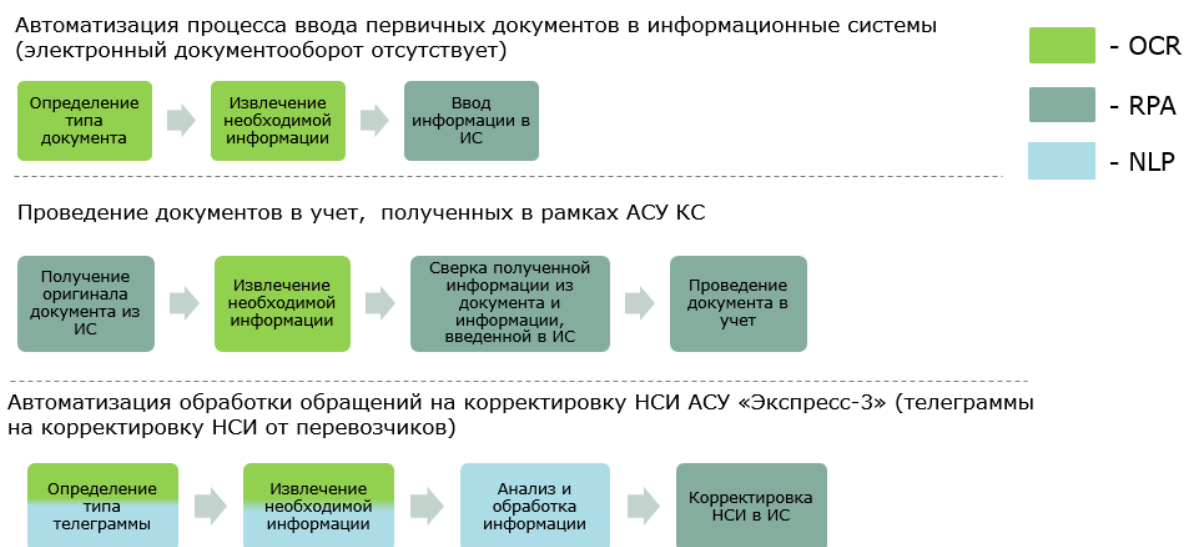 Автоматизация процесса ввода первичных документов в информационные системы
(электронный документооборот отсутствует)
- OCR
- RPA
- NLP
Определение
типа
документа
Извлечение
необходимой
информации
Ввод
информации в
ИС
Проведение документов в учет, полученных в рамках АСУ КС
Получение
оригинала
документа из
ИС
Извлечение
необходимой
информации
Сверка полученной
информации из
документа и
информации,
введенной в ИС
Проведение
документа в
учет
Автоматизация обработки обращений на корректировку НСИ АСУ «Экспресс-3» (телеграммы
на корректировку НСИ от перевозчиков)
Определение
типа
телеграммы
Извлечение
необходимой
информации
Анализ и
обработка
информации
Корректировка
НСИ в ИС